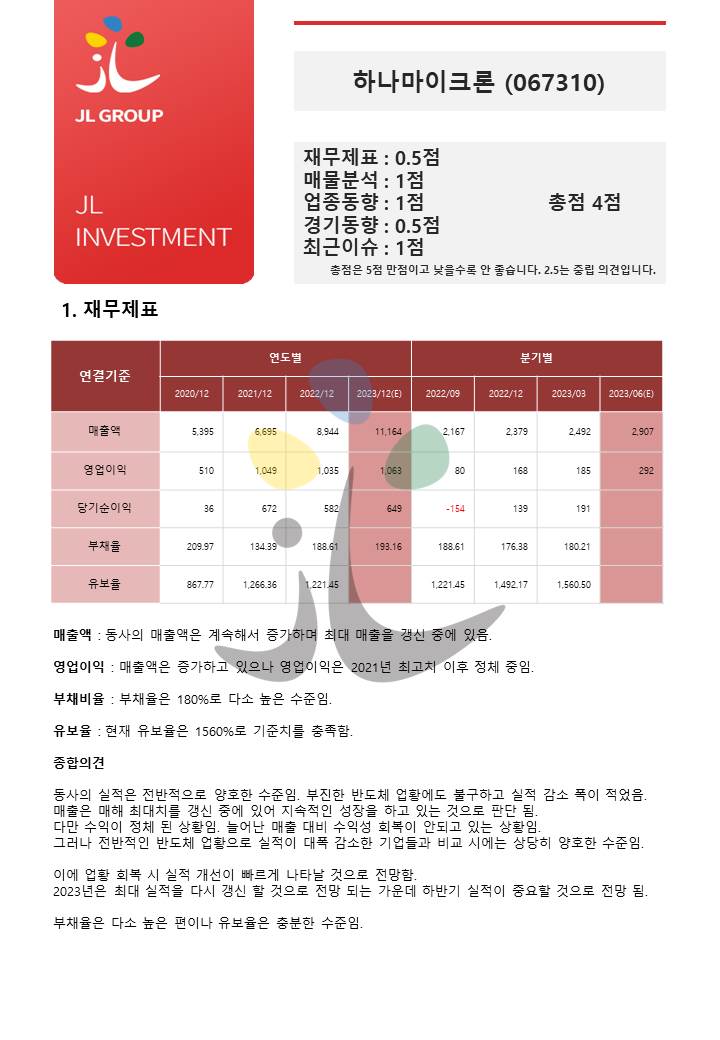 JL GROUP
JL
INVESTMENT
하나마이크론 (067310)
재무제표 : 0.5점
매물분석 : 1점
업종동향 : 1점
총점 4점
경기동향 : 0.5점
최근이슈 : 1점
총점은 5점 만점이고 낮을수록 안 좋습니다. 2.5는 중립 의견입니다.
1. 재무제표
연결기준 연도별 분기별
2020/12 2021/12 2022/12 2023/12(E) 2022/09 2022/12 2023/03 2023/06(E)
매출액 5,395 6,695 8,944 11,164 2,167 2,379 2,492 2,907
영업이익 510 1,049 1,035 1,063 80 168 185 292
당기순이익 36 672 582 649 -154 139 191
부채율 209.97 134.39 188.61 193.16 188.61 176.38 180.21
유보율 867.77 1,266.36 1,221.45 1,221.45 1,492.17 1,560.50
매출액 : 동사의 매출액은 계속해서 증가하며 최대 매출을 갱신 중에 있음.
영업이익 : 매출액은 증가하고 있으나 영업이익은 2021년 최고치 이후 정체 중임.
부채비율 : 부채율은 180%로 다소 높은 수준임.
유보율 : 현재 유보율은 1560%로 기준치를 충족함.
종합의견
동사의 실적은 전반적으로 양호한 수준임. 부진한 반도체 업황에도 불구하고 실적 감소 폭이 적었음.
매출은 매해 최대치를 갱신 중에 있어 지속적인 성장을 하고 있는 것으로 판단 됨.
다만 수익이 정체 된 상황임. 늘어난 매출 대비 수익성 회복이 안되고 있는 상황임.
그러나 전반적인 반도체 업황으로 실적이 대폭 감소한 기업들과 비교 시에는 상당히 양호한 수준임.
이에 업황 회복 시 실적 개선이 빠르게 나타날 것으로 전망함.
2023년은 최대 실적을 다시 갱신 할 것으로 전망 되는 가운데 하반기 실적이 중요할 것으로 전망 됨.
부채율은 다소 높은 편이나 유보율은 충분한 수준임.